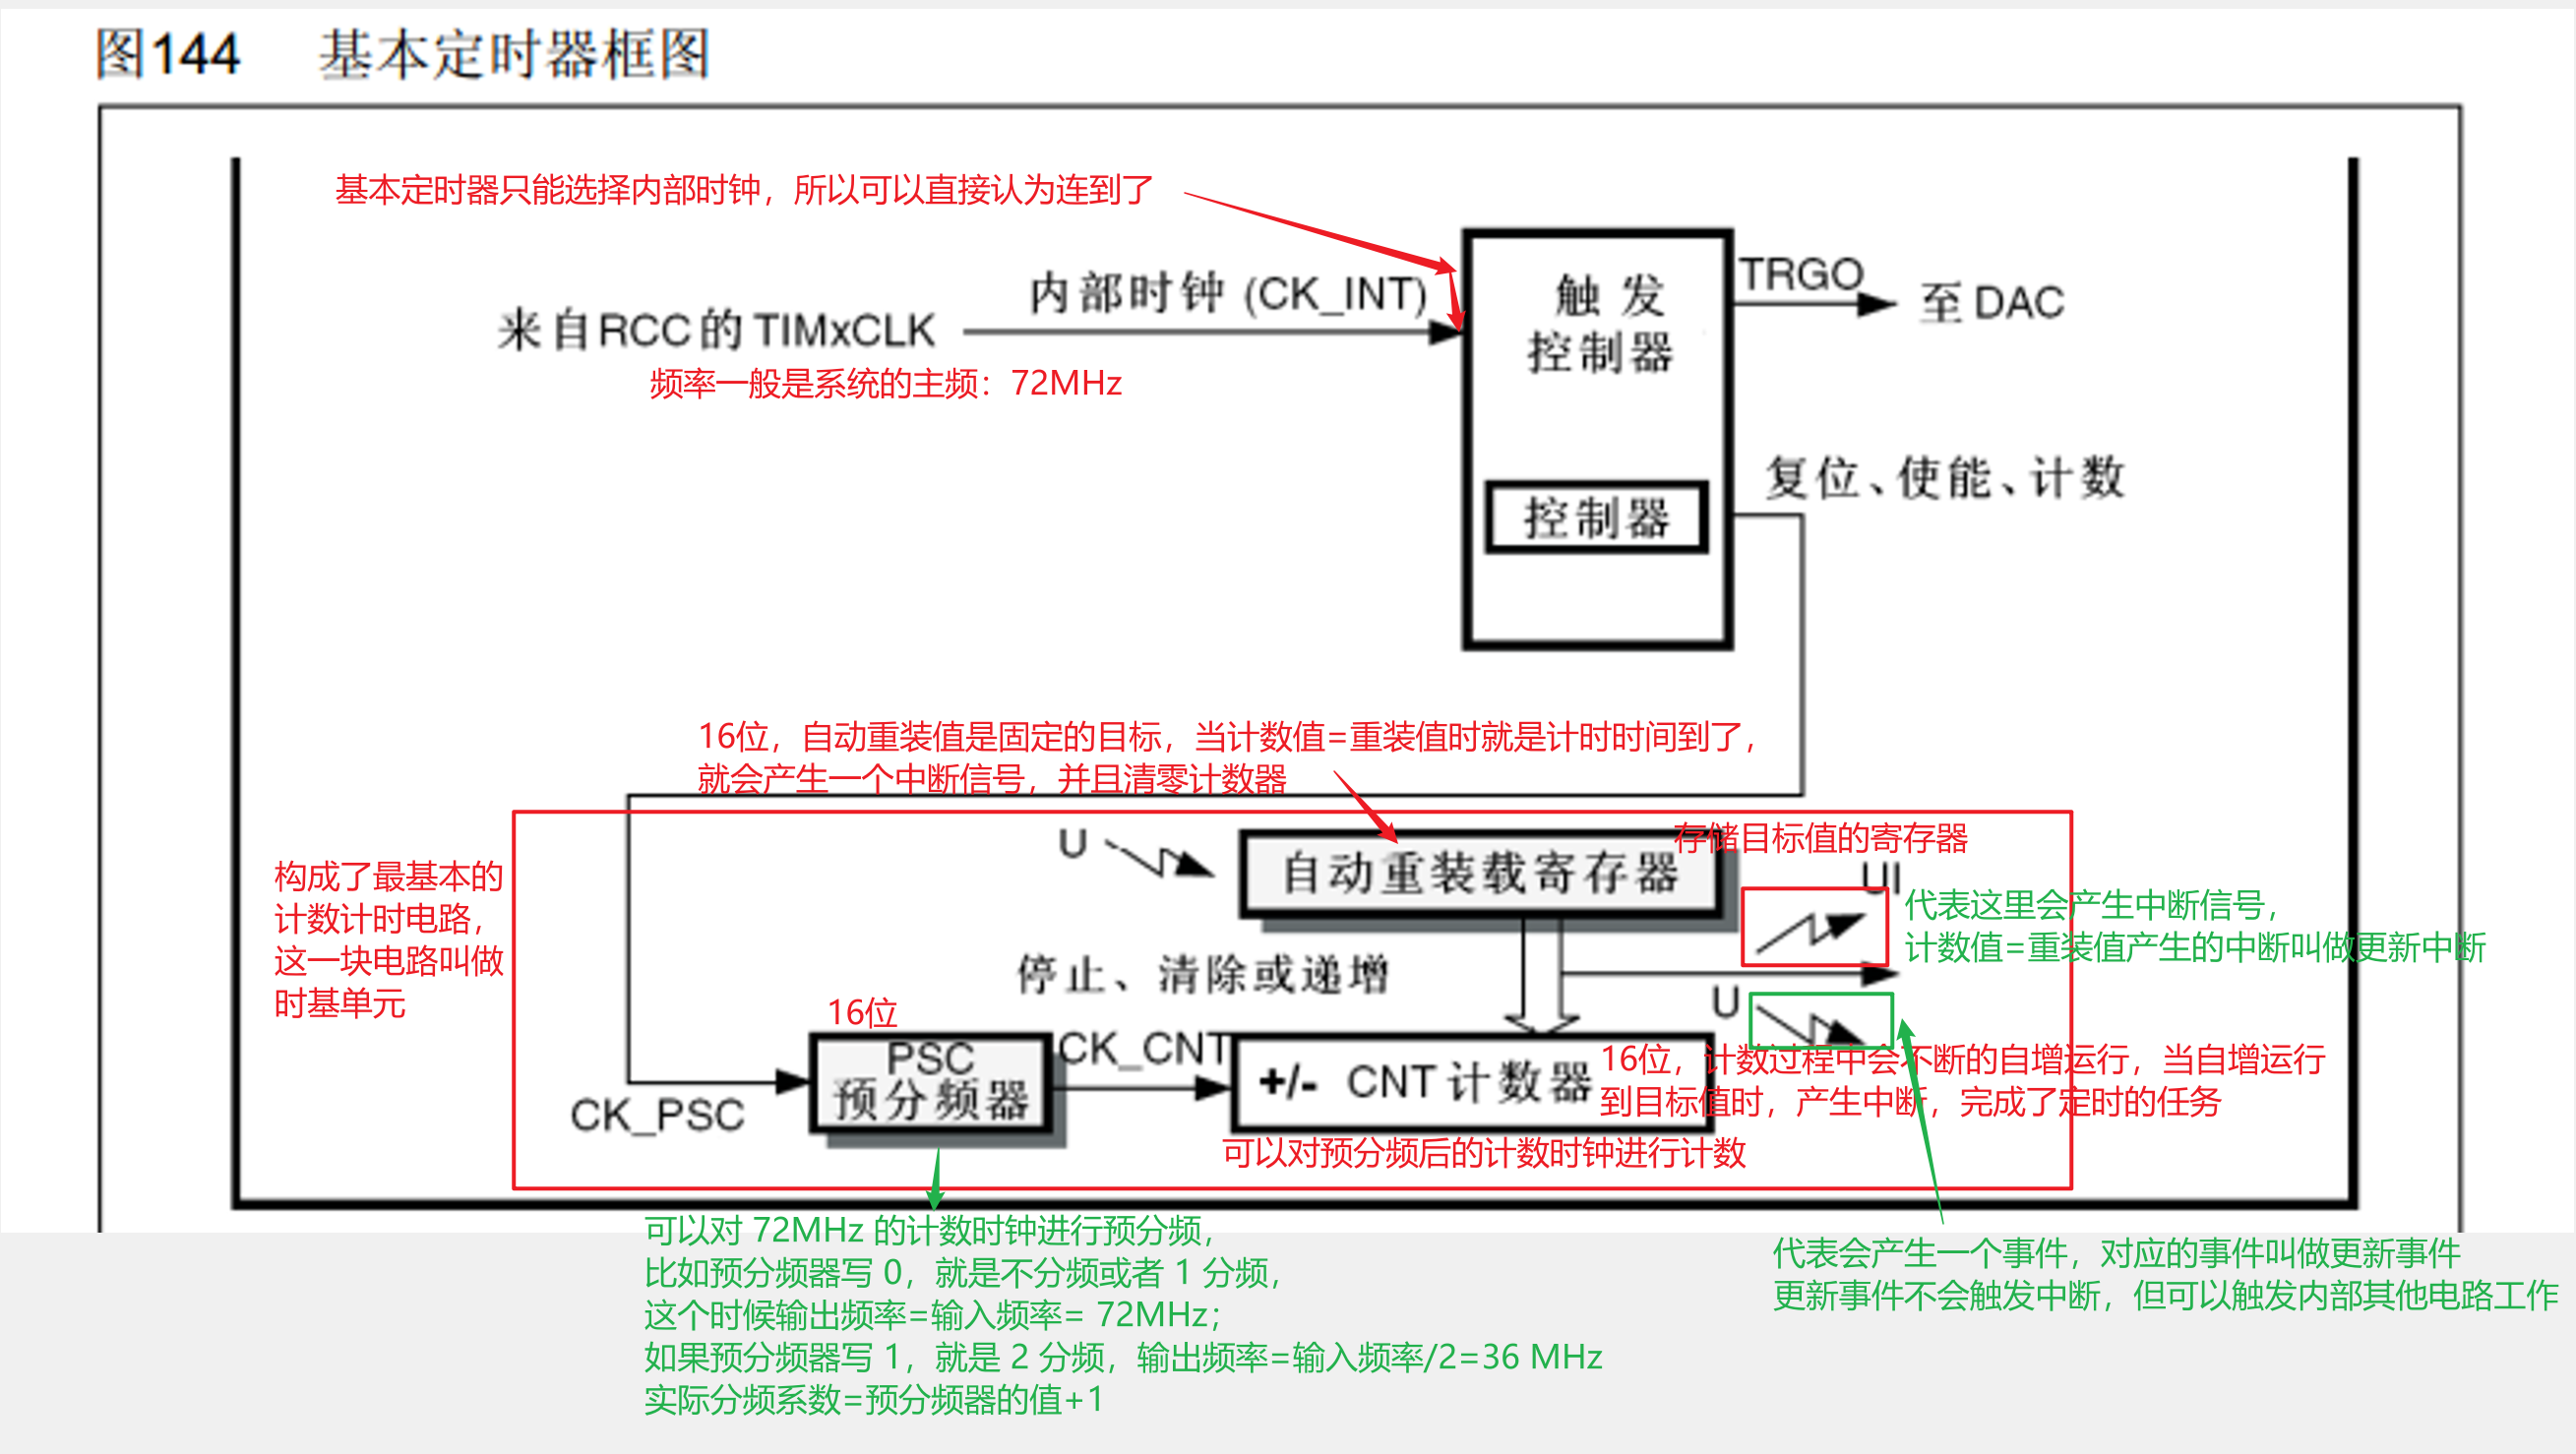 图144 基本定时器框图
基本定时器只能选择内部时钟，所以可以直接认为连到了
内部时钟 (CK_INT)
来自RCC的TIMxCLK
频率一般是系统的主频：72MHz
触发
控制器
TRGO
至DAC
控制器
复位、使能、计数
16位，自动重装值是固定的目标，当计数值=重装值时就是计时时间到了，
就会产生一个中断信号，并且清零计数器
构成了最基本的
计数计时电路，
这一块电路叫做
时基单元
U
自动重装载寄存器
存储目标值的寄存器
UI
代表这里会产生中断信号，
计数值=重装值产生的中断叫做更新中断
停止、清除或递增
U
16位
CK_PSC
PSC
预分频器
CK_CNT
+/- CNT计数器
16位，计数过程中会不断的自增运行，当自增运行
到目标值时，产生中断，完成了定时的任务
可以对预分频后的计数时钟进行计数
可以对 72MHz 的计数时钟进行预分频，
比如预分频器写 0，就是不分频或者 1 分频，
这个时候输出频率=输入频率= 72MHz；
如果预分频器写 1，就是 2 分频，输出频率=输入频率/2=36 MHz
实际分频系数=预分频器的值+1
代表会产生一个事件，对应的事件叫做更新事件
更新事件不会触发中断，但可以触发内部其他电路工作